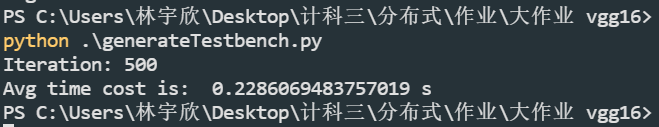 PS C:\Users\林宇欣\Desktop\计科三\分布式\作业\大作业 vgg16>
python .\generateTestbench.py
Iteration: 500
Avg time cost is:  0.2286069483757019 s
PS C:\Users\林宇欣\Desktop\计科三\分布式\作业\大作业 vgg16>